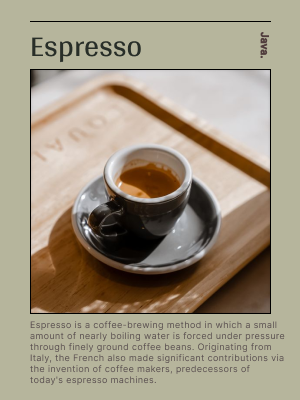 Espresso
Java.
Espresso is a coffee-brewing method in which a small
amount of nearly boiling water is forced under pressure
through finely ground coffee beans. Originating from
Italy, the French also made significant contributions via
the invention of coffee makers, predecessors of
today's espresso machines.